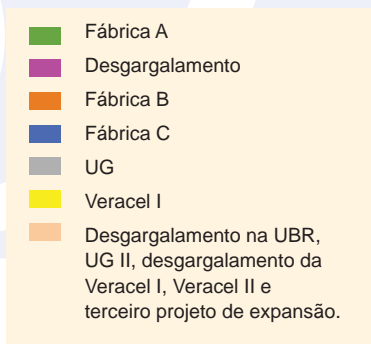 Fábrica A
Desgargalamento
Fábrica B
Fábrica C
UG
Veracel I
Desgargalamento na UBR,
UG II, desgargalamento da
Veracel I, Veracel II e
terceiro projeto de expansão.